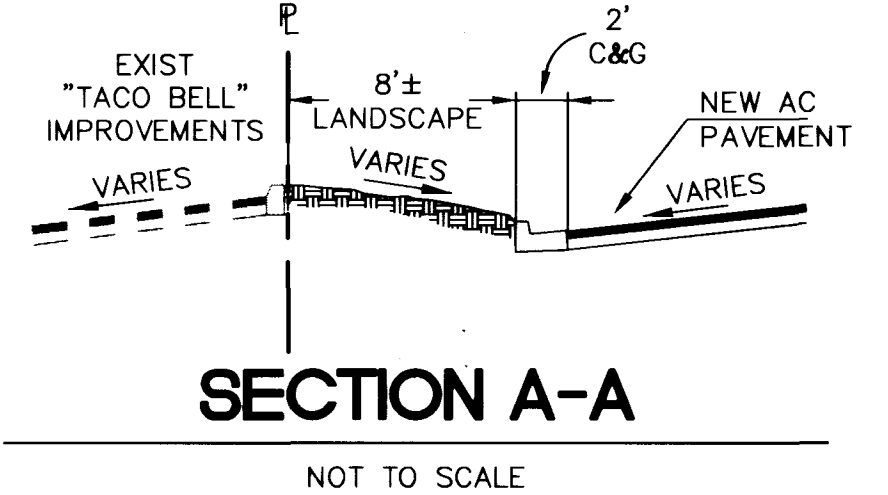 ℄
EXIST
"TACO BELL"
IMPROVEMENTS
8'±
LANDSCAPE
2'
C&G
NEW AC
PAVEMENT
VARIES
VARIES
VARIES
SECTION A-A
NOT TO SCALE